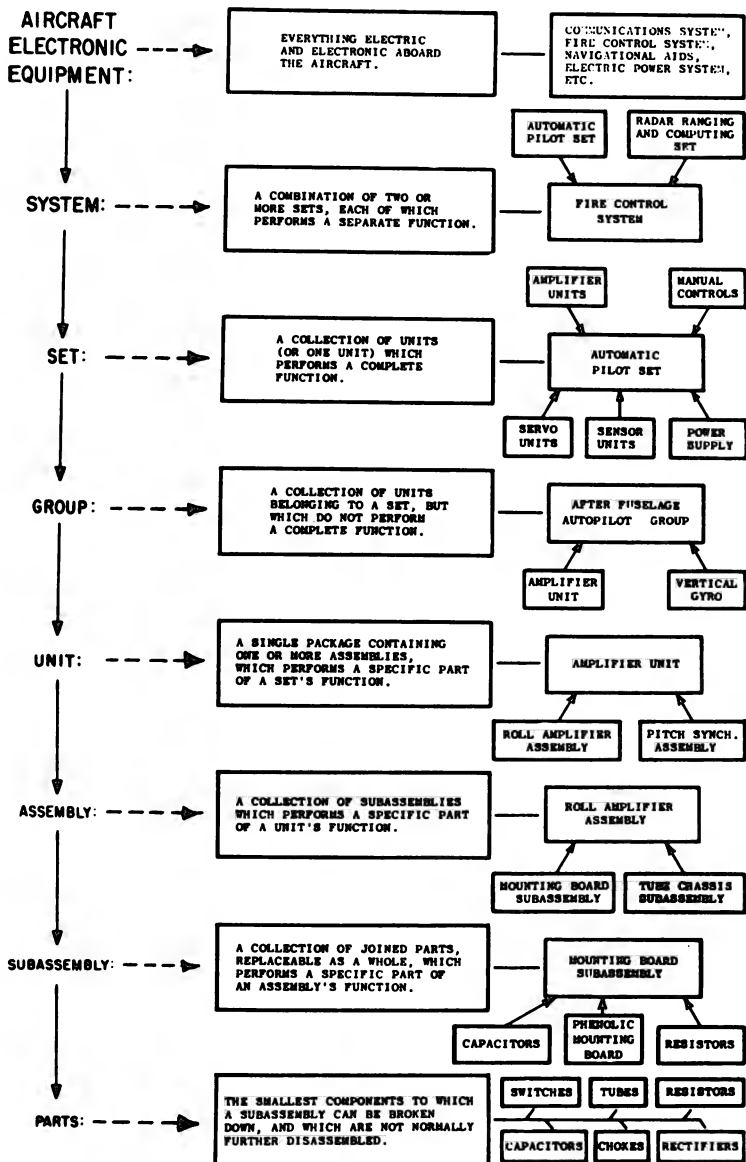 AIRCRAFT
ELECTRONIC
EQUIPMENT:
EVERYTHING ELECTRIC
AND ELECTRONIC ABOARD
THE AIRCRAFT.
COMMUNICATIONS SYSTEM,
FIRE CONTROL SYSTEM,
NAVIGATIONAL AIDS,
ELECTRIC POWER SYSTEM,
ETC.
AUTOMATIC
PILOT SET
RADAR RANGING
AND COMPUTING
SET
SYSTEM:
A COMBINATION OF TWO OR
MORE SETS, EACH OF WHICH
PERFORMS A SEPARATE FUNCTION.
FIRE CONTROL
SYSTEM
AMPLIFIER
UNITS
MANUAL
CONTROLS
SET:
A COLLECTION OF UNITS
(OR ONE UNIT) WHICH
PERFORMS A COMPLETE
FUNCTION.
AUTOMATIC
PILOT SET
SERVO
UNITS
SENSOR
UNITS
POWER
SUPPLY
GROUP:
A COLLECTION OF UNITS
BELONGING TO A SET, BUT
WHICH DO NOT PERFORM
A COMPLETE FUNCTION.
AFTER FUSELAGE
AUTOPILOT GROUP
AMPLIFIER
UNIT
VERTICAL
GYRO
UNIT:
A SINGLE PACKAGE CONTAINING
ONE OR MORE ASSEMBLIES,
WHICH PERFORMS A SPECIFIC PART
OF A SET'S FUNCTION.
AMPLIFIER UNIT
ROLL AMPLIFIER
ASSEMBLY
PITCH SYNCH.
ASSEMBLY
ASSEMBLY:
A COLLECTION OF SUBASSEMBLIES
WHICH PERFORMS A SPECIFIC PART
OF A UNIT'S FUNCTION.
ROLL AMPLIFIER
ASSEMBLY
MOUNTING BOARD
SUBASSEMBLY
TUBE CHASSIS
SUBASSEMBLY
SUBASSEMBLY:
A COLLECTION OF JOINED PARTS,
REPLACEABLE AS A WHOLE, WHICH
PERFORMS A SPECIFIC PART OF
AN ASSEMBLY'S FUNCTION.
MOUNTING BOARD
SUBASSEMBLY
CAPACITORS
PHENOLIC
MOUNTING
BOARD
RESISTORS
PARTS:
THE SMALLEST COMPONENTS TO WHICH
A SUBASSEMBLY CAN BE BROKEN
DOWN, AND WHICH ARE NOT NORMALLY
FURTHER DISASSEMBLED.
SWITCHES
TUBES
RESISTORS
CAPACITORS
CHOKES
RECTIFIERS